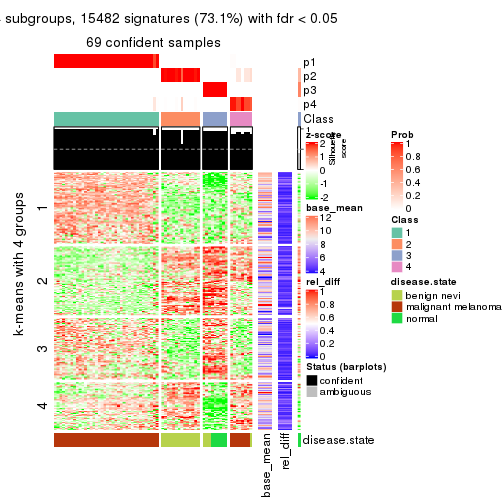 subgroups, 15482 signatures (73.1%) with fdr < 0.05
69 confident samples
p1
p2
p3
p4
Class
1
Silhouette
score
z-score
2
1
0
-1
-2
base_mean
12
10
8
6
4
rel_diff
1
0.8
0.6
0.4
0.2
0
Status (barplots)
confident
ambiguous
Prob
1
0.8
0.6
0.4
0.2
0
Class
1
2
3
4
disease.state
benign nevi
malignant melanoma
normal
k-means with 4 groups
1
2
3
4
base_mean
rel_diff
disease.state